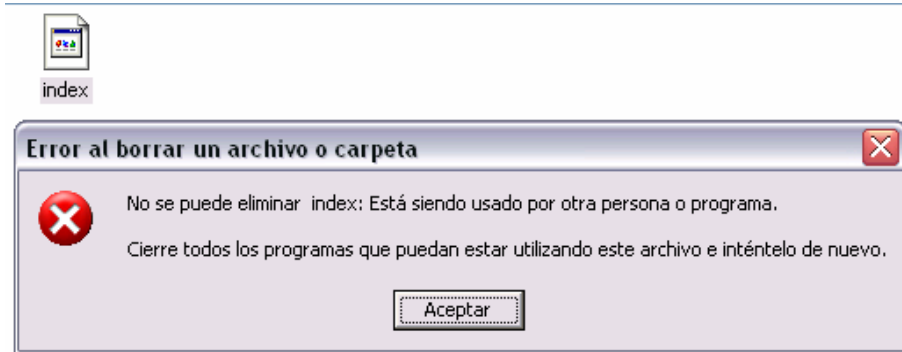 index
Error al borrar un archivo o carpeta
No se puede eliminar index: Está siendo usado por otra persona o programa.
Cierre todos los programas que puedan estar utilizando este archivo e inténtelo de nuevo.
Aceptar